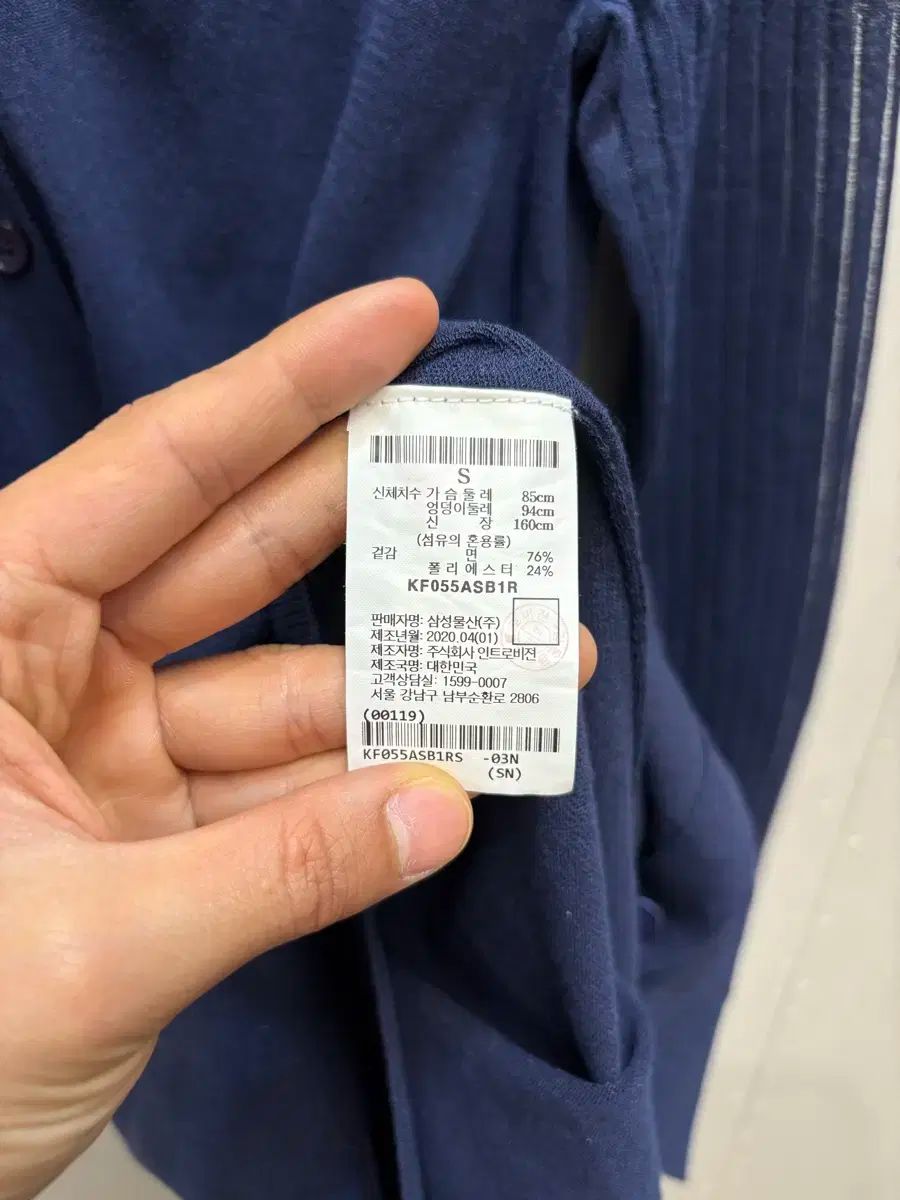 S
신체치수 가 슴 둘 레 85cm
엉덩이둘레 94cm
신 장 160cm
(섬유의 혼용률)
겉감 면 76%
폴 리 에 스 터 24%
KF055ASB1R
판매자명: 삼성물산(주)
제조년월: 2020.04(01)
제조자명: 주식회사 인트로비젼
제조국명: 대한민국
고객상담실: 1599-0007
서울 강남구 남부순환로 2806
(00119)
KF055ASB1RS -03N
(SN)